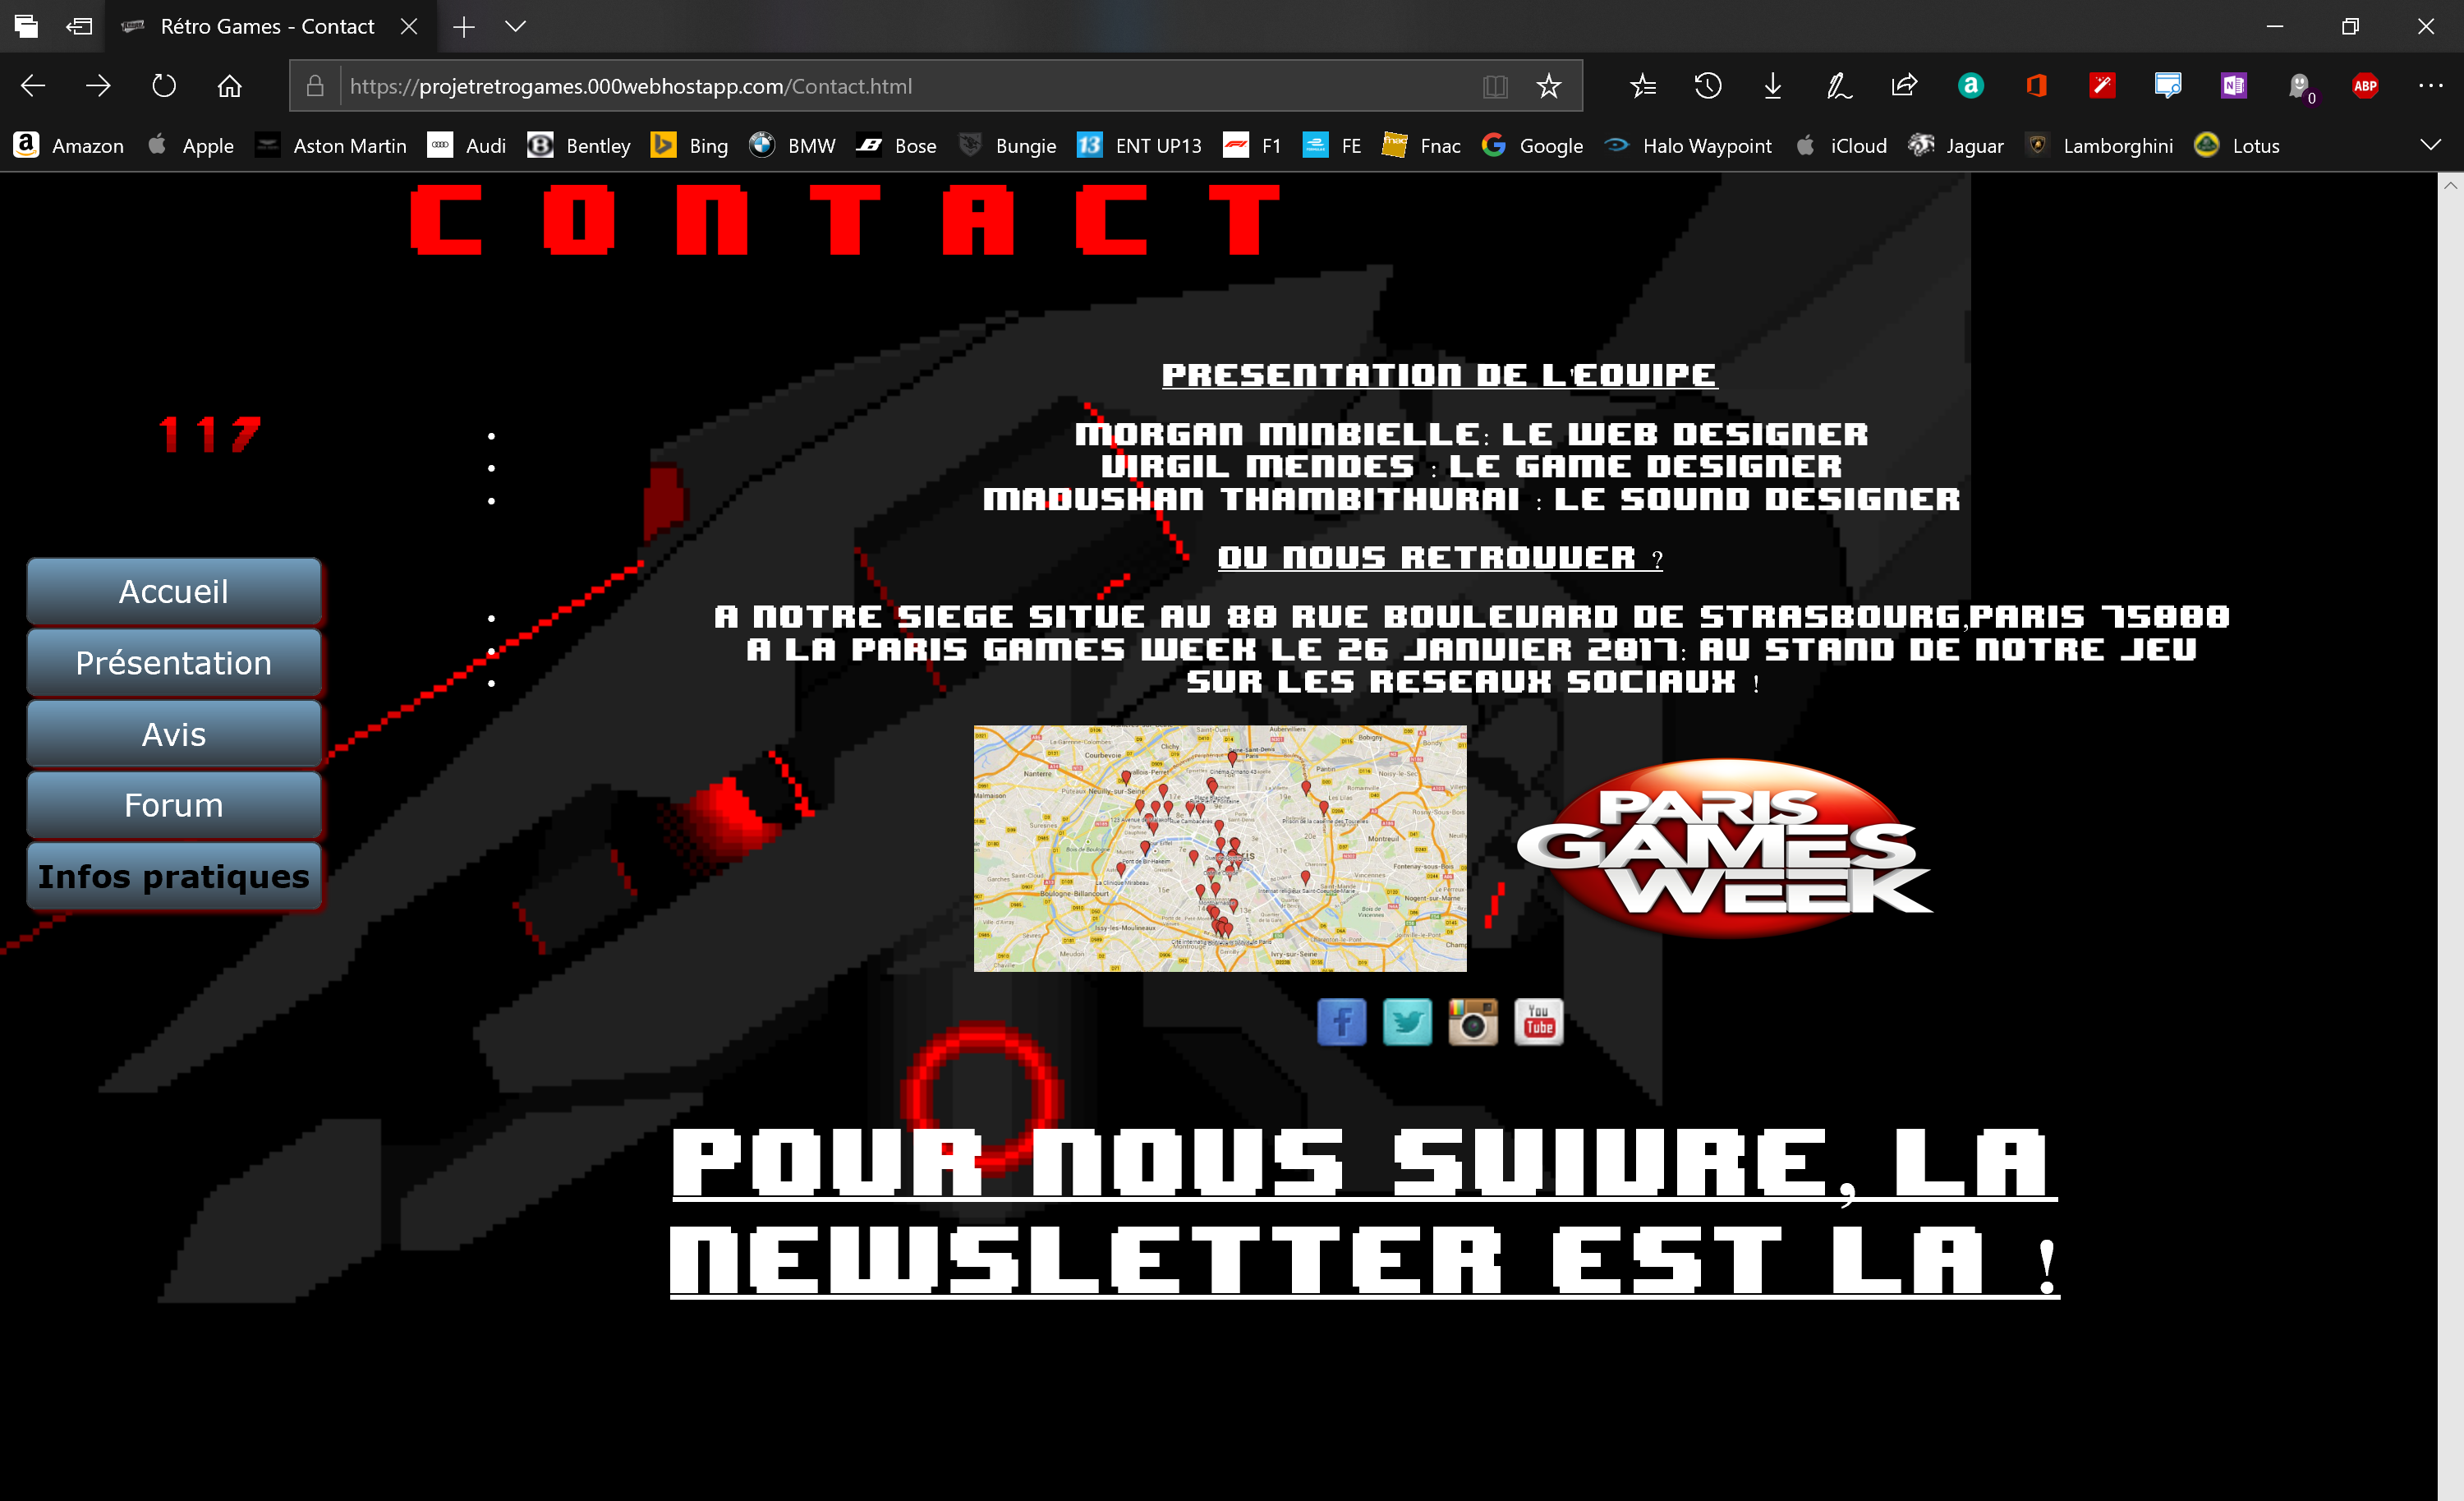 Rétro Games - Contact
https://projetretrogames.000webhostapp.com/Contact.html
0
ABP
Amazon Apple Aston Martin Audi Bentley Bing BMW Bose Bungie ENT UP13 F1 FE Fnac Google Halo Waypoint iCloud Jaguar Lamborghini Lotus
CONTACT
117
Accueil
Présentation
Avis
Forum
Infos pratiques
PRESENTATION DE L'EQUIPE
MORGAN MINBIELLE: LE WEB DESIGNER
VIRGIL MENDES : LE GAME DESIGNER
MADUSHAN THAMBITHURAI : LE SOUND DESIGNER
OU NOUS RETROUVER ?
A NOTRE SIEGE SITUE AU 88 RUE BOULEVARD DE STRASBOURG,PARIS 75000
A LA PARIS GAMES WEEK LE 26 JANVIER 2017: AU STAND DE NOTRE JEU
SUR LES RESEAUX SOCIAUX !
PARIS
GAMES
WEEK
You
Tube
POUR NOUS SUIVRE, LA
NEWSLETTER EST LA !